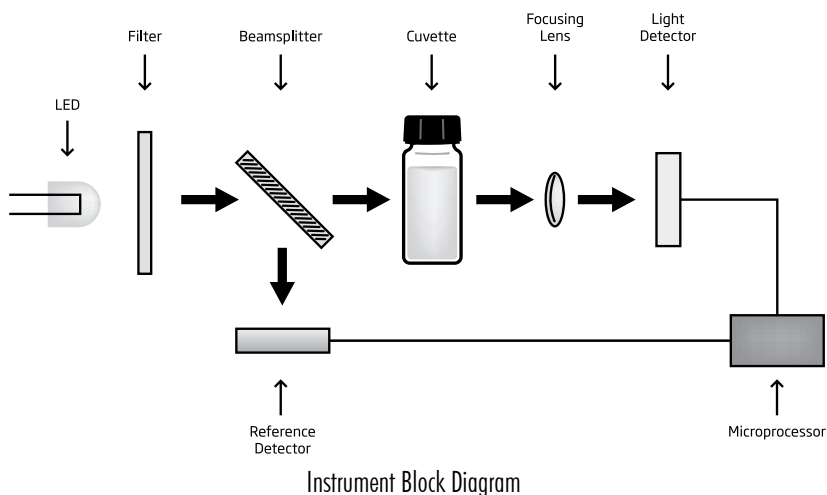 Filter
Beamsplitter
Cuvette
Focusing
Lens
Light
Detector
LED
Reference
Detector
Microprocessor
Instrument Block Diagram